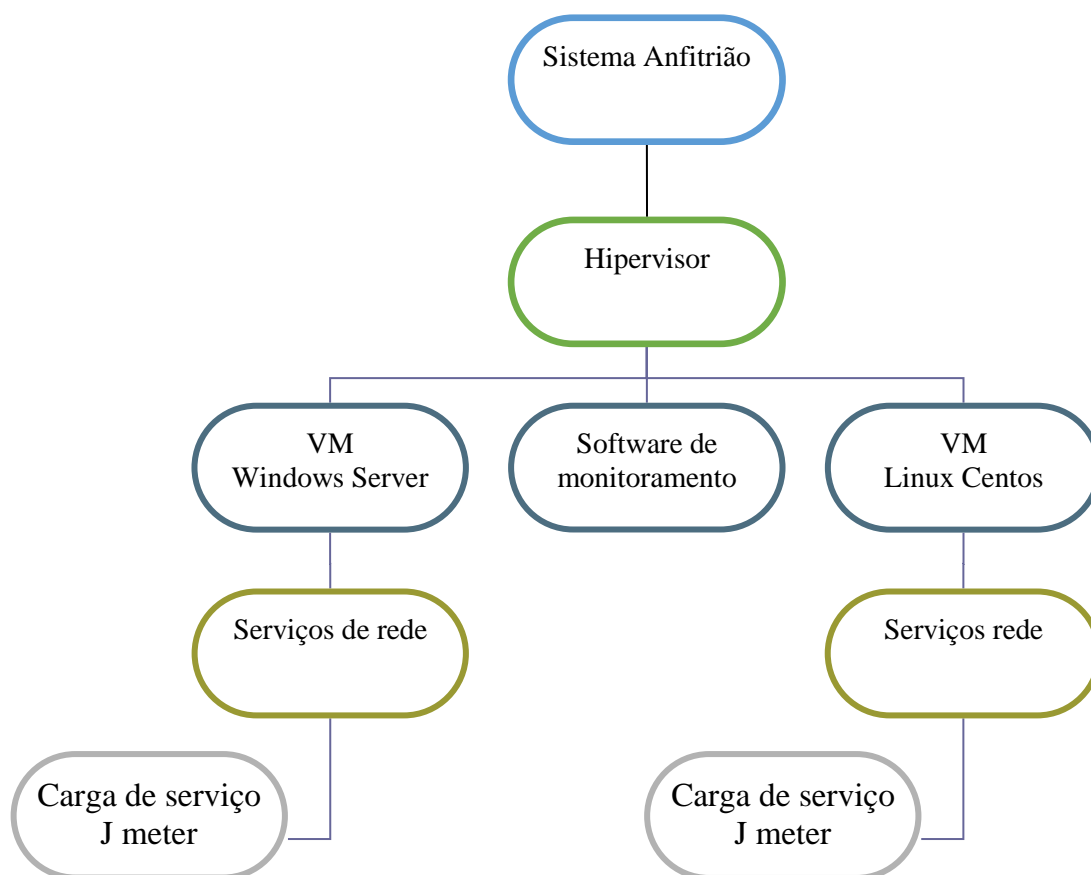 Sistema Anfitrião
Hipervisor
VM
Windows Server
Software de
monitoramento
VM
Linux Centos
Serviços de rede
Serviços rede
Carga de serviço
J meter
Carga de serviço
J meter